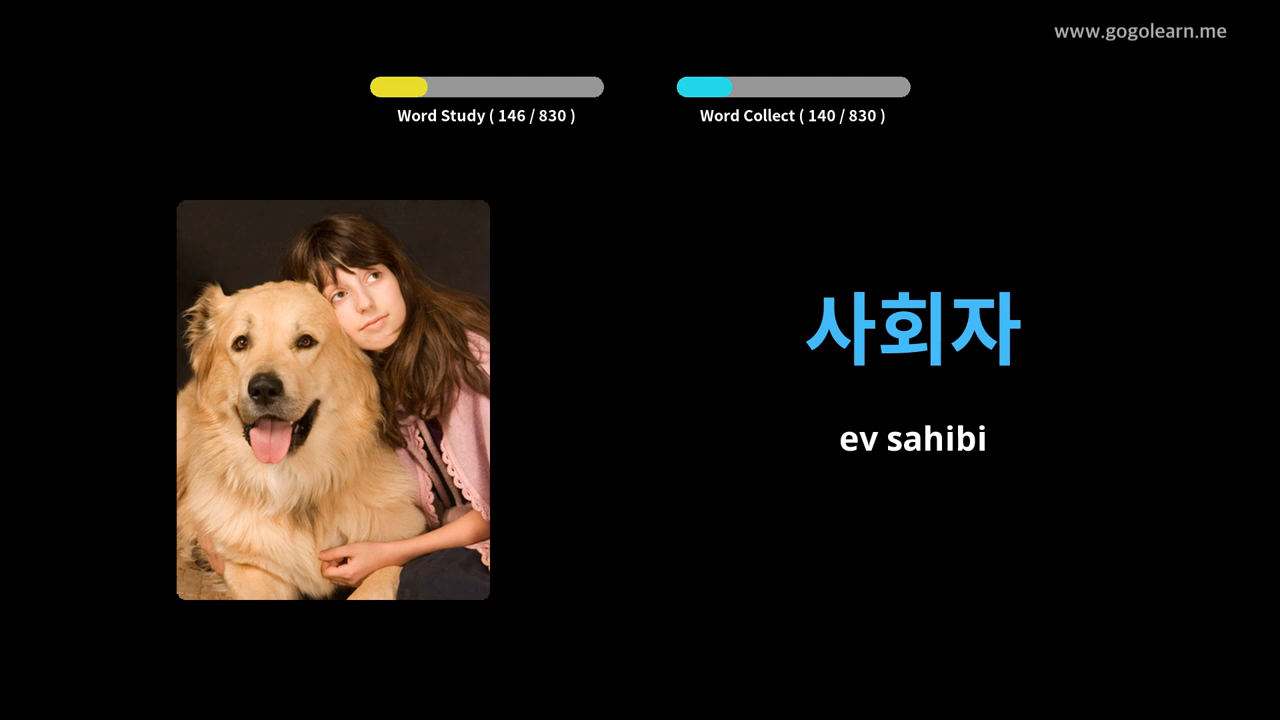 www.gogolearn.me
Word Study ( 146 / 830 )
Word Collect ( 140 / 830 )
사회자
ev sahibi